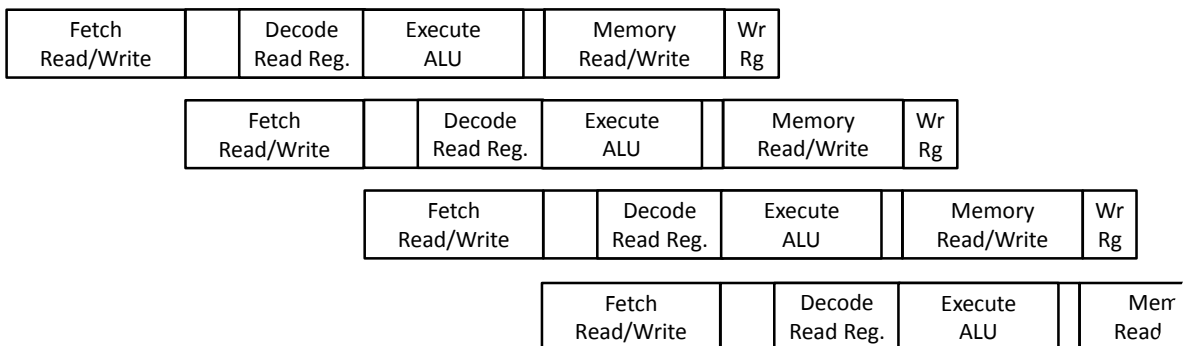 Fetch Read/Write
Decode Read Reg.
Execute ALU
Memory Read/Write
Wr Rg
Fetch Read/Write
Decode Read Reg.
Execute ALU
Memory Read/Write
Wr Rg
Fetch Read/Write
Decode Read Reg.
Execute ALU
Memory Read/Write
Wr Rg
Fetch Read/Write
Decode Read Reg.
Execute ALU
Mem Read